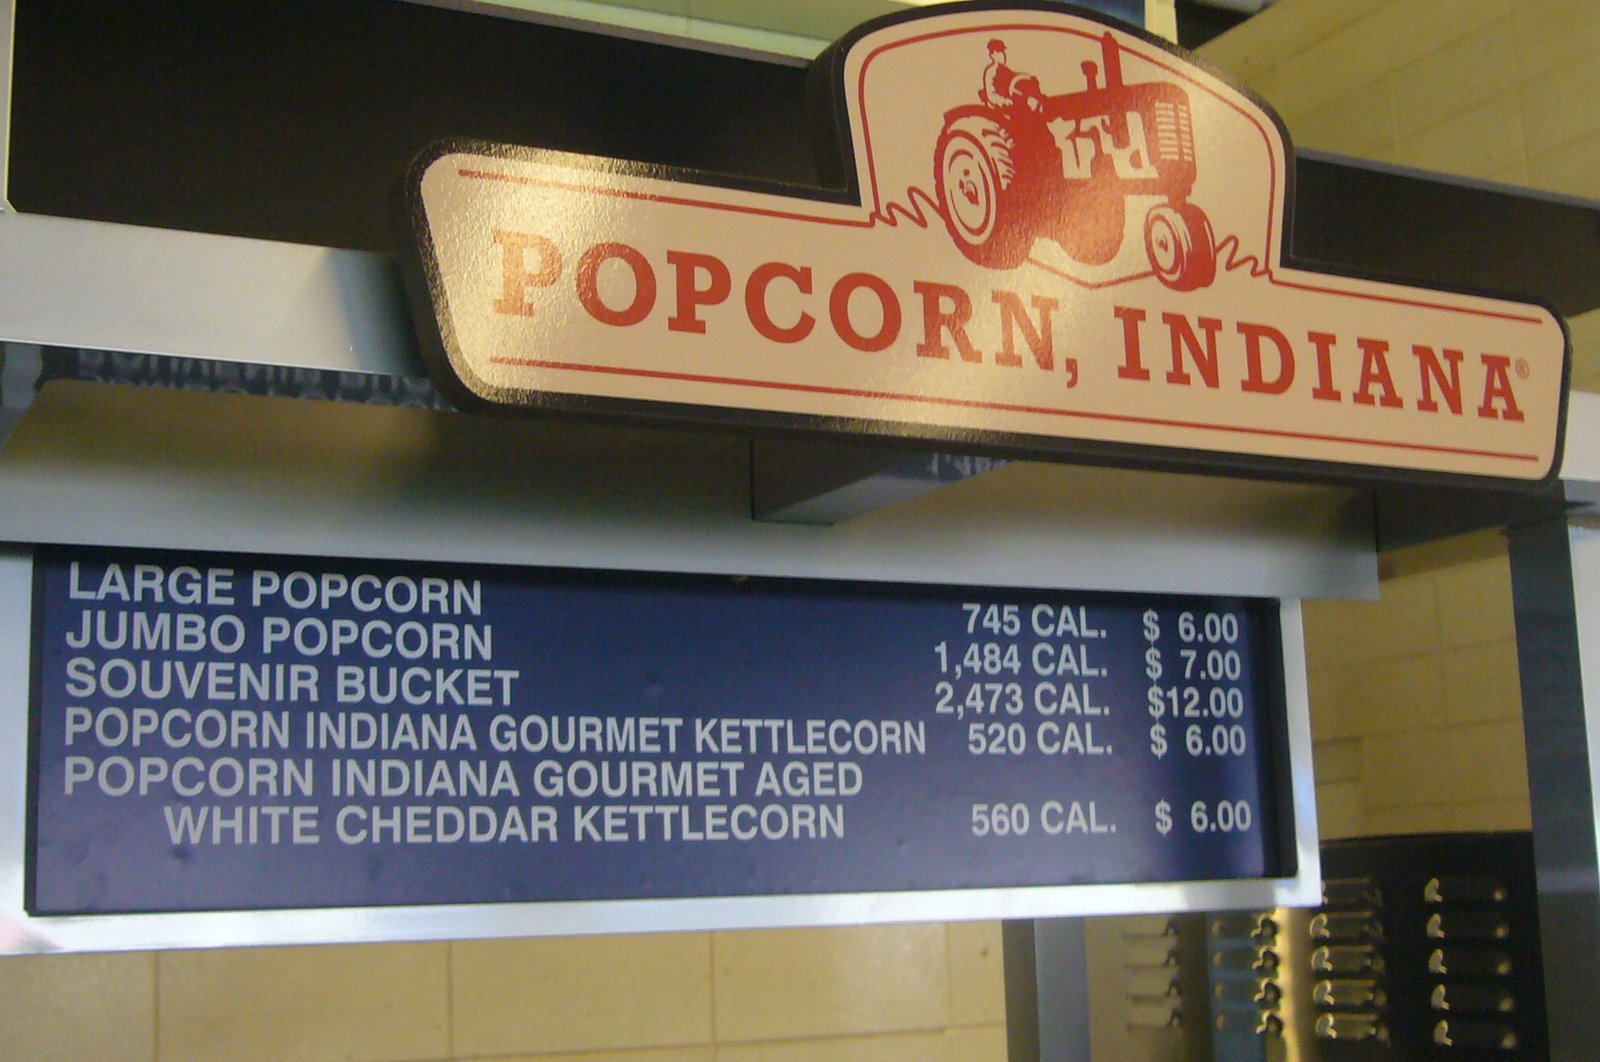 POPCORN, INDIANA®
LARGE POPCORN 745 CAL. $ 6.00
JUMBO POPCORN 1,484 CAL. $ 7.00
SOUVENIR BUCKET 2,473 CAL. $12.00
POPCORN INDIANA GOURMET KETTLECORN 520 CAL. $ 6.00
POPCORN INDIANA GOURMET AGED
WHITE CHEDDAR KETTLECORN 560 CAL. $ 6.00